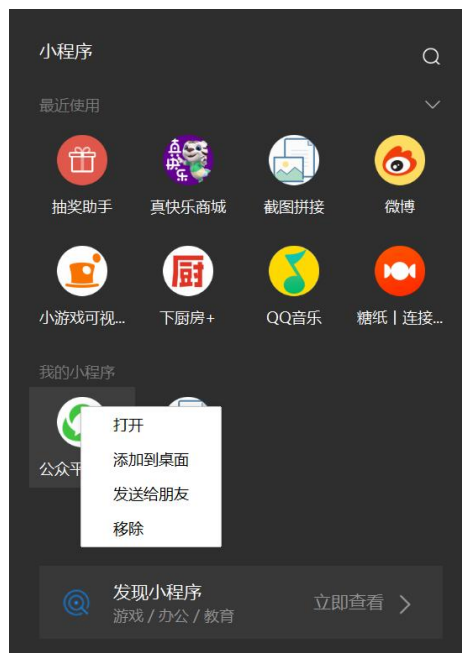 小程序
最近使用
真快乐
抽奖助手
真快乐商城
截图拼接
微博
厨
小游戏可视...
下厨房+
QQ音乐
糖纸丨连接...
我的小程序
公众平
打开
添加到桌面
发送给朋友
移除
发现小程序
游戏 / 办公 / 教育
立即查看